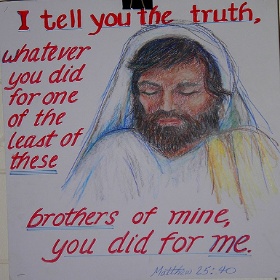 I tell you the truth,
whatever
you did
for one
of the
least of
these
brothers of mine,
you did for me.
Matthew 25:40